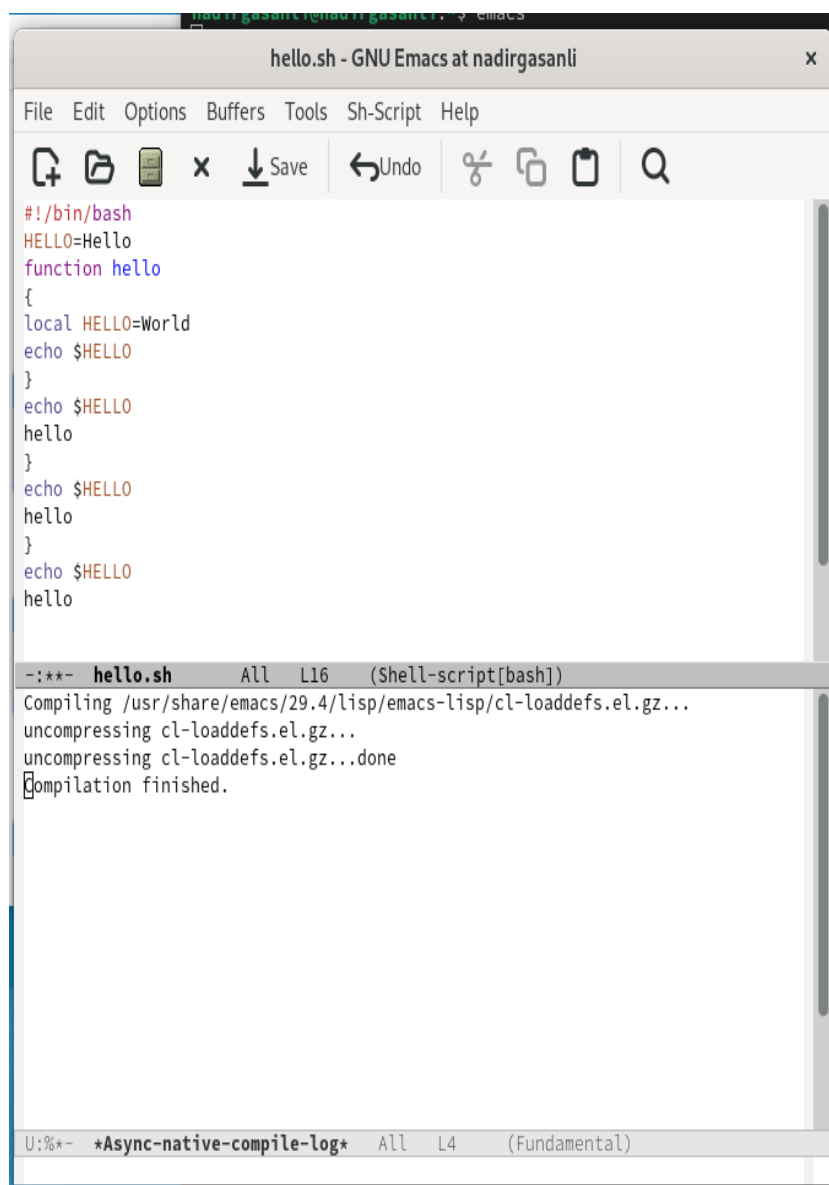 nadirgasanli@nadirgasanli:~$ emacs
hello.sh - GNU Emacs at nadirgasanli
File Edit Options Buffers Tools Sh-Script Help
Save Undo
#!/bin/bash
HELLO=Hello
function hello
{
local HELLO=World
echo $HELLO
}
echo $HELLO
hello
}
echo $HELLO
hello
}
echo $HELLO
hello
-:**- hello.sh All L16 (Shell-script[bash])
Compiling /usr/share/emacs/29.4/lisp/emacs-lisp/cl-loaddefs.el.gz...
uncompressing cl-loaddefs.el.gz...
uncompressing cl-loaddefs.el.gz...done
Compilation finished.
U:%*- *Async-native-compile-log* All L4 (Fundamental)